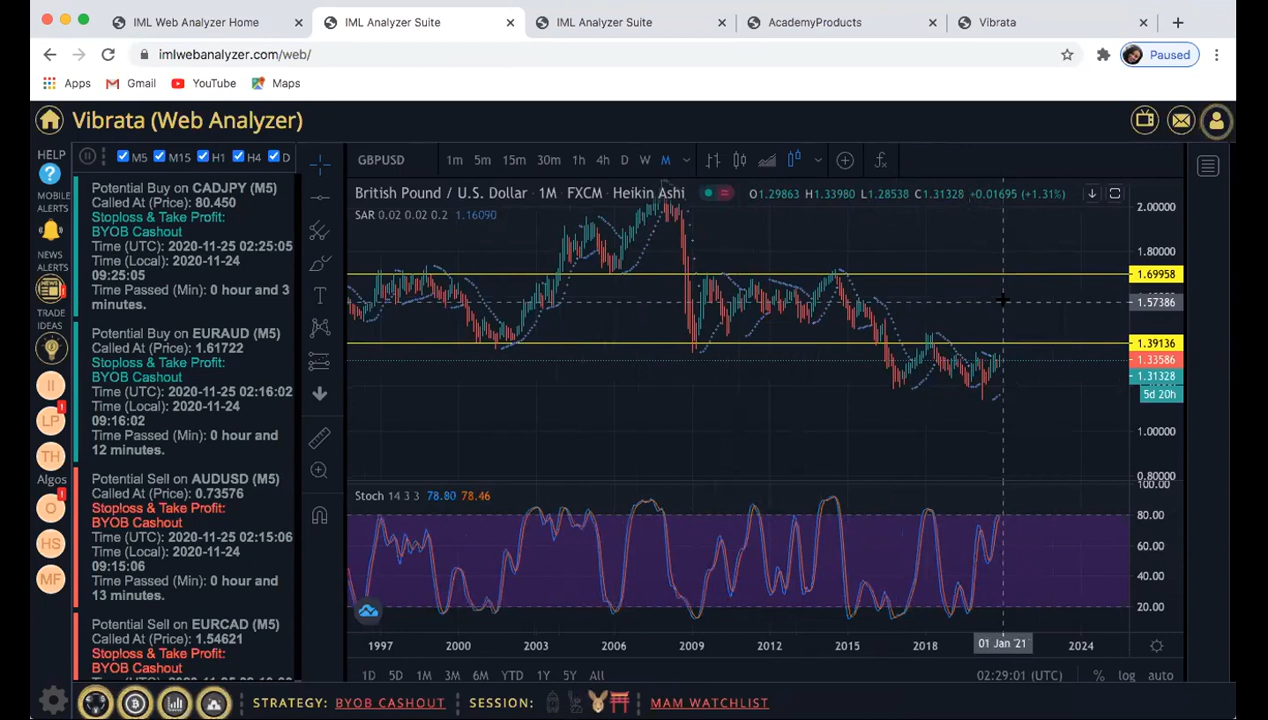 IML Web Analyzer Home
IML Analyzer Suite
IML Analyzer Suite
AcademyProducts
Vibrata
imlwebanalyzer.com/web/
Paused
Apps
Gmail
YouTube
Maps
Vibrata (Web Analyzer)
HELP
?
MOBILE
ALERTS
NEWS
ALERTS
TRADE
IDEAS
II
LP
TH
Algos
O
HS
MF
M5 M15 H1 H4 D
Potential Buy on CADJPY (M5)
Called At (Price): 80.450
Stoploss & Take Profit:
BYOB Cashout
Time (UTC): 2020-11-25 02:25:05
Time (Local): 2020-11-24
09:25:05
Time Passed (Min): 0 hour and 3
minutes.
Potential Buy on EURAUD (M5)
Called At (Price): 1.61722
Stoploss & Take Profit:
BYOB Cashout
Time (UTC): 2020-11-25 02:16:02
Time (Local): 2020-11-24
09:16:02
Time Passed (Min): 0 hour and
12 minutes.
Potential Sell on AUDUSD (M5)
Called At (Price): 0.73576
Stoploss & Take Profit:
BYOB Cashout
Time (UTC): 2020-11-25 02:15:06
Time (Local): 2020-11-24
09:15:06
Time Passed (Min): 0 hour and
13 minutes.
Potential Sell on EURCAD (M5)
Called At (Price): 1.54621
Stoploss & Take Profit:
BYOB Cashout
GBPUSD 1m 5m 15m 30m 1h 4h D W M
British Pound / U.S. Dollar · 1M · FXCM · Heikin Ashi O1.29863 H1.33980 L1.28538 C1.31328 +0.01695 (+1.31%)
SAR 0.02 0.02 0.2 1.16090
2.00000
1.80000
1.69958
1.57386
1.39136
1.33586
1.31328
5d 20h
1.00000
0.80000
Stoch 14 3 3 78.80 78.46
100.00
80.00
60.00
40.00
20.00
1997 2000 2003 2006 2009 2012 2015 2018 01 Jan '21 2024
1D 5D 1M 3M 6M YTD 1Y 5Y All 02:29:01 (UTC) % log auto
STRATEGY: BYOB CASHOUT SESSION: MAM WATCHLIST